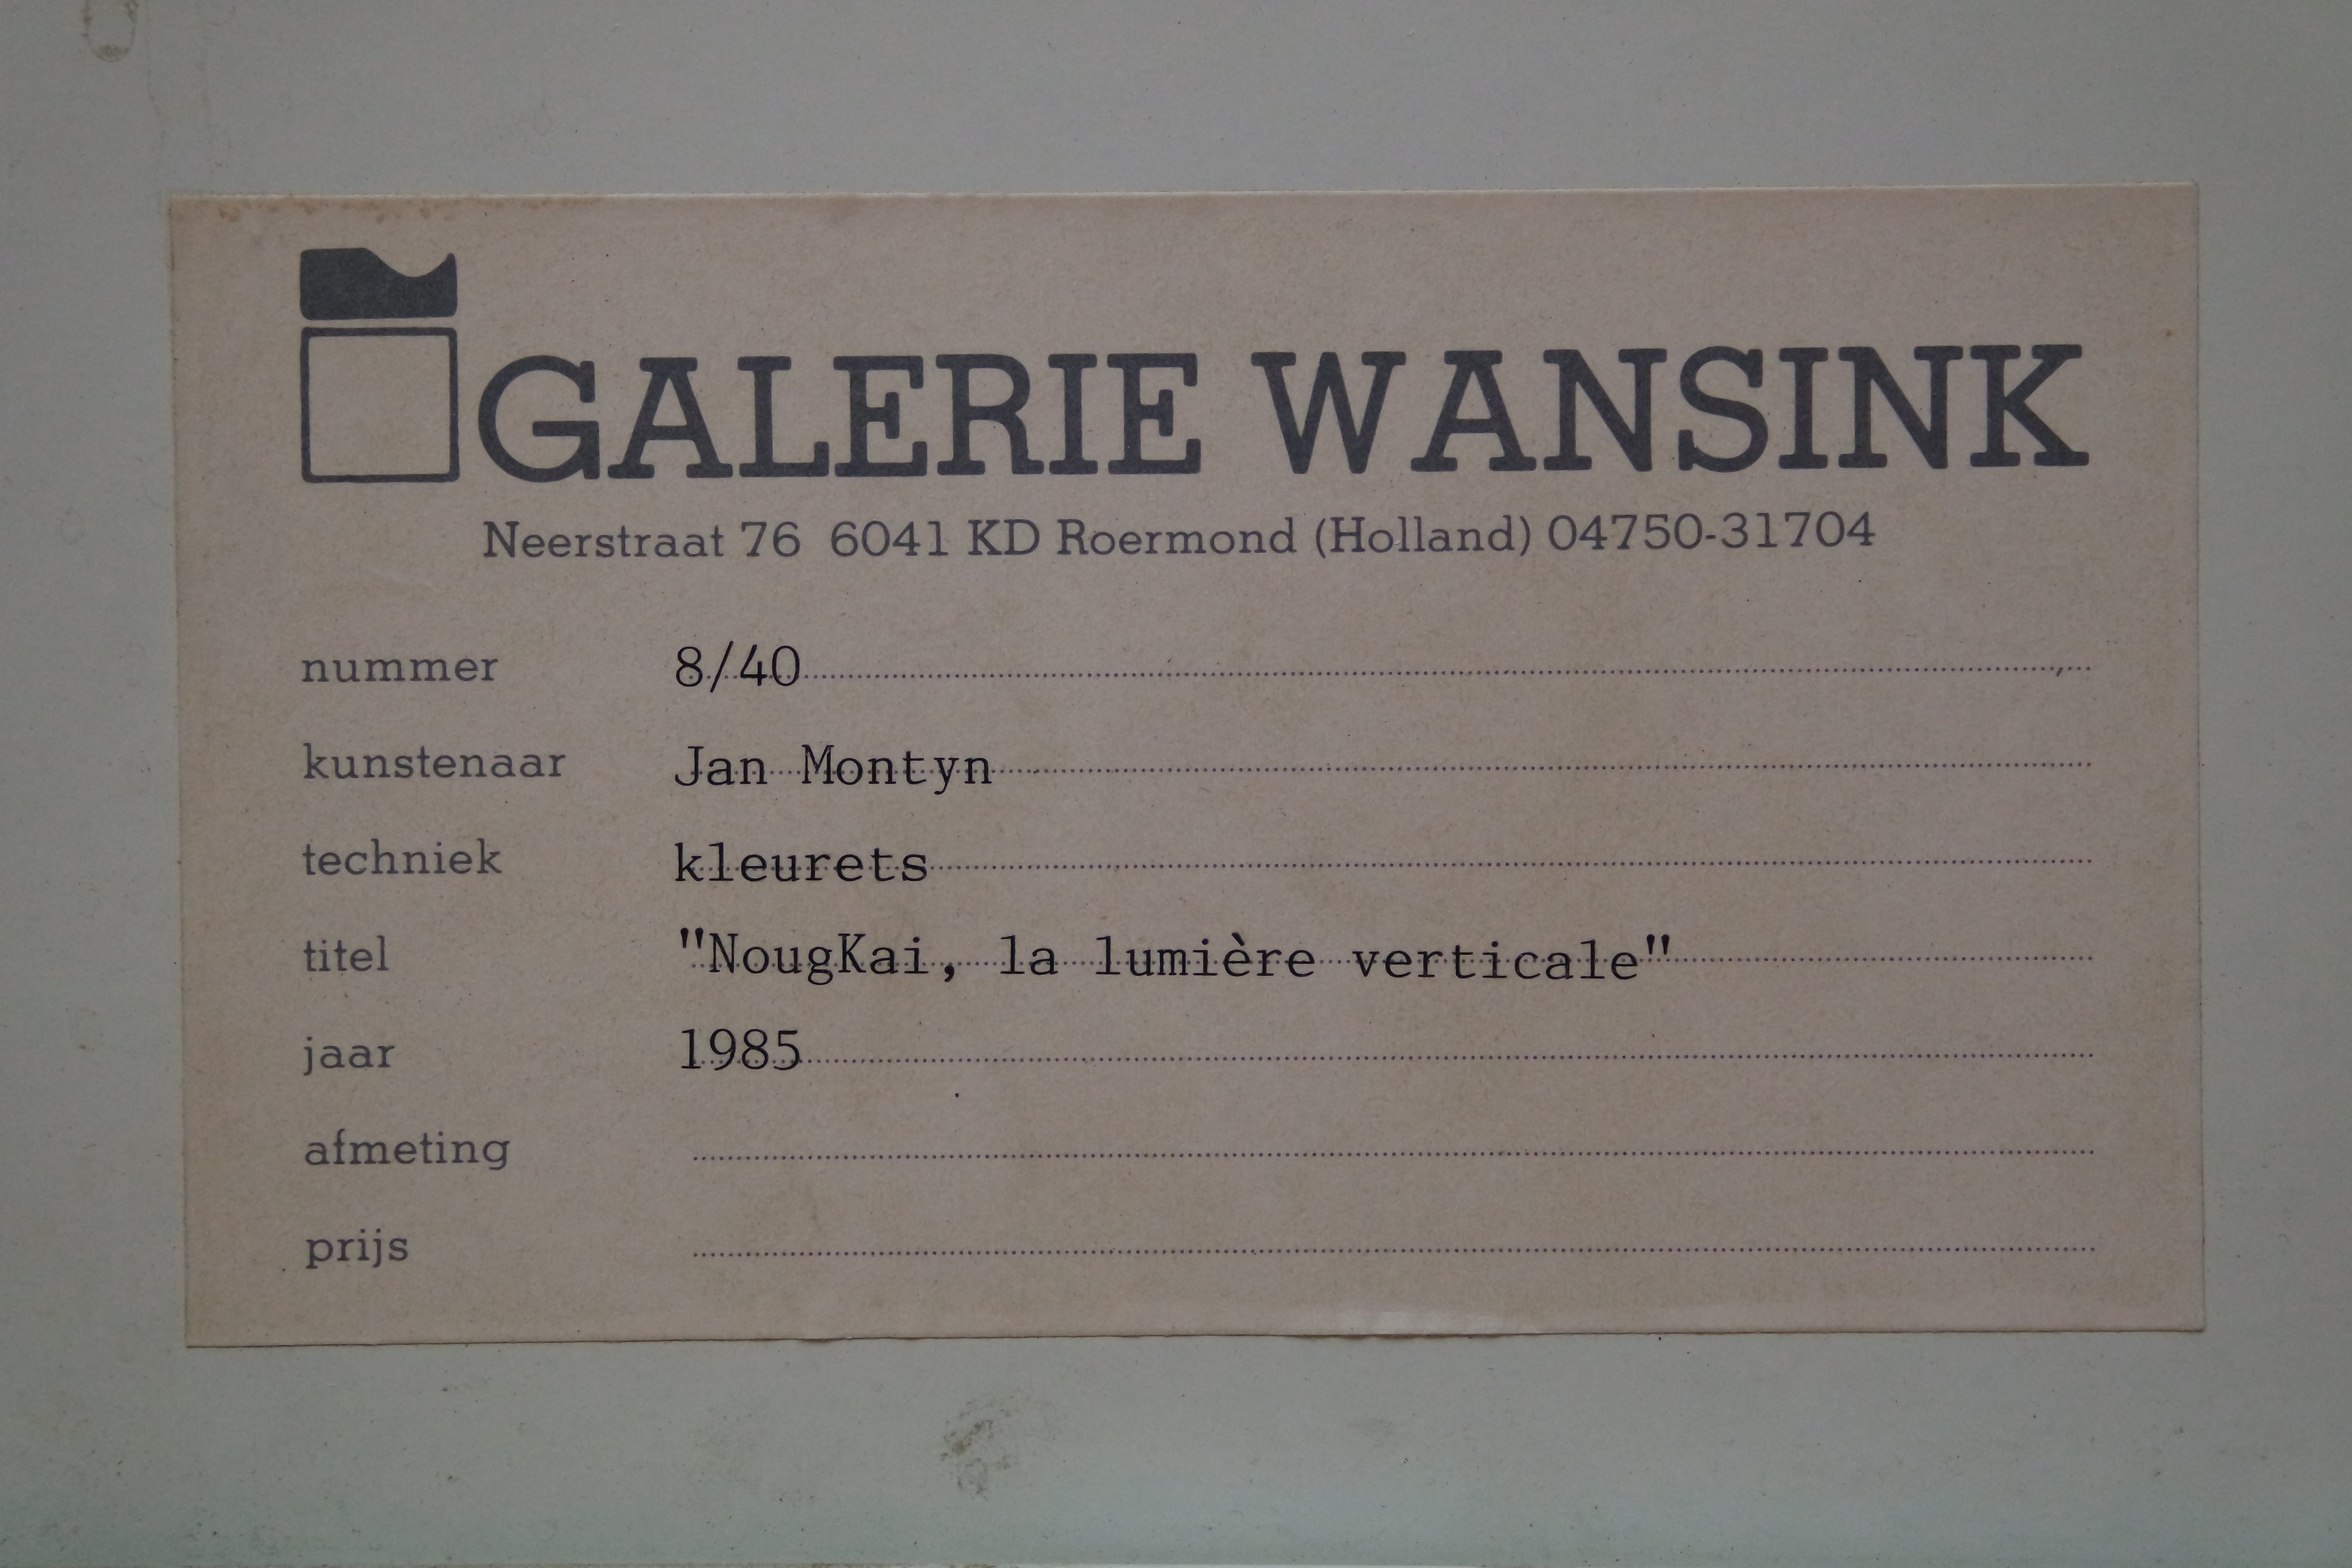 GALERIE WANSINK
Neerstraat 76 6041 KD Roermond (Holland) 04750-31704
nummer 8/40
kunstenaar Jan Montyn
techniek kleurets
titel "NougKai, la lumière verticale"
jaar 1985
afmeting
prijs